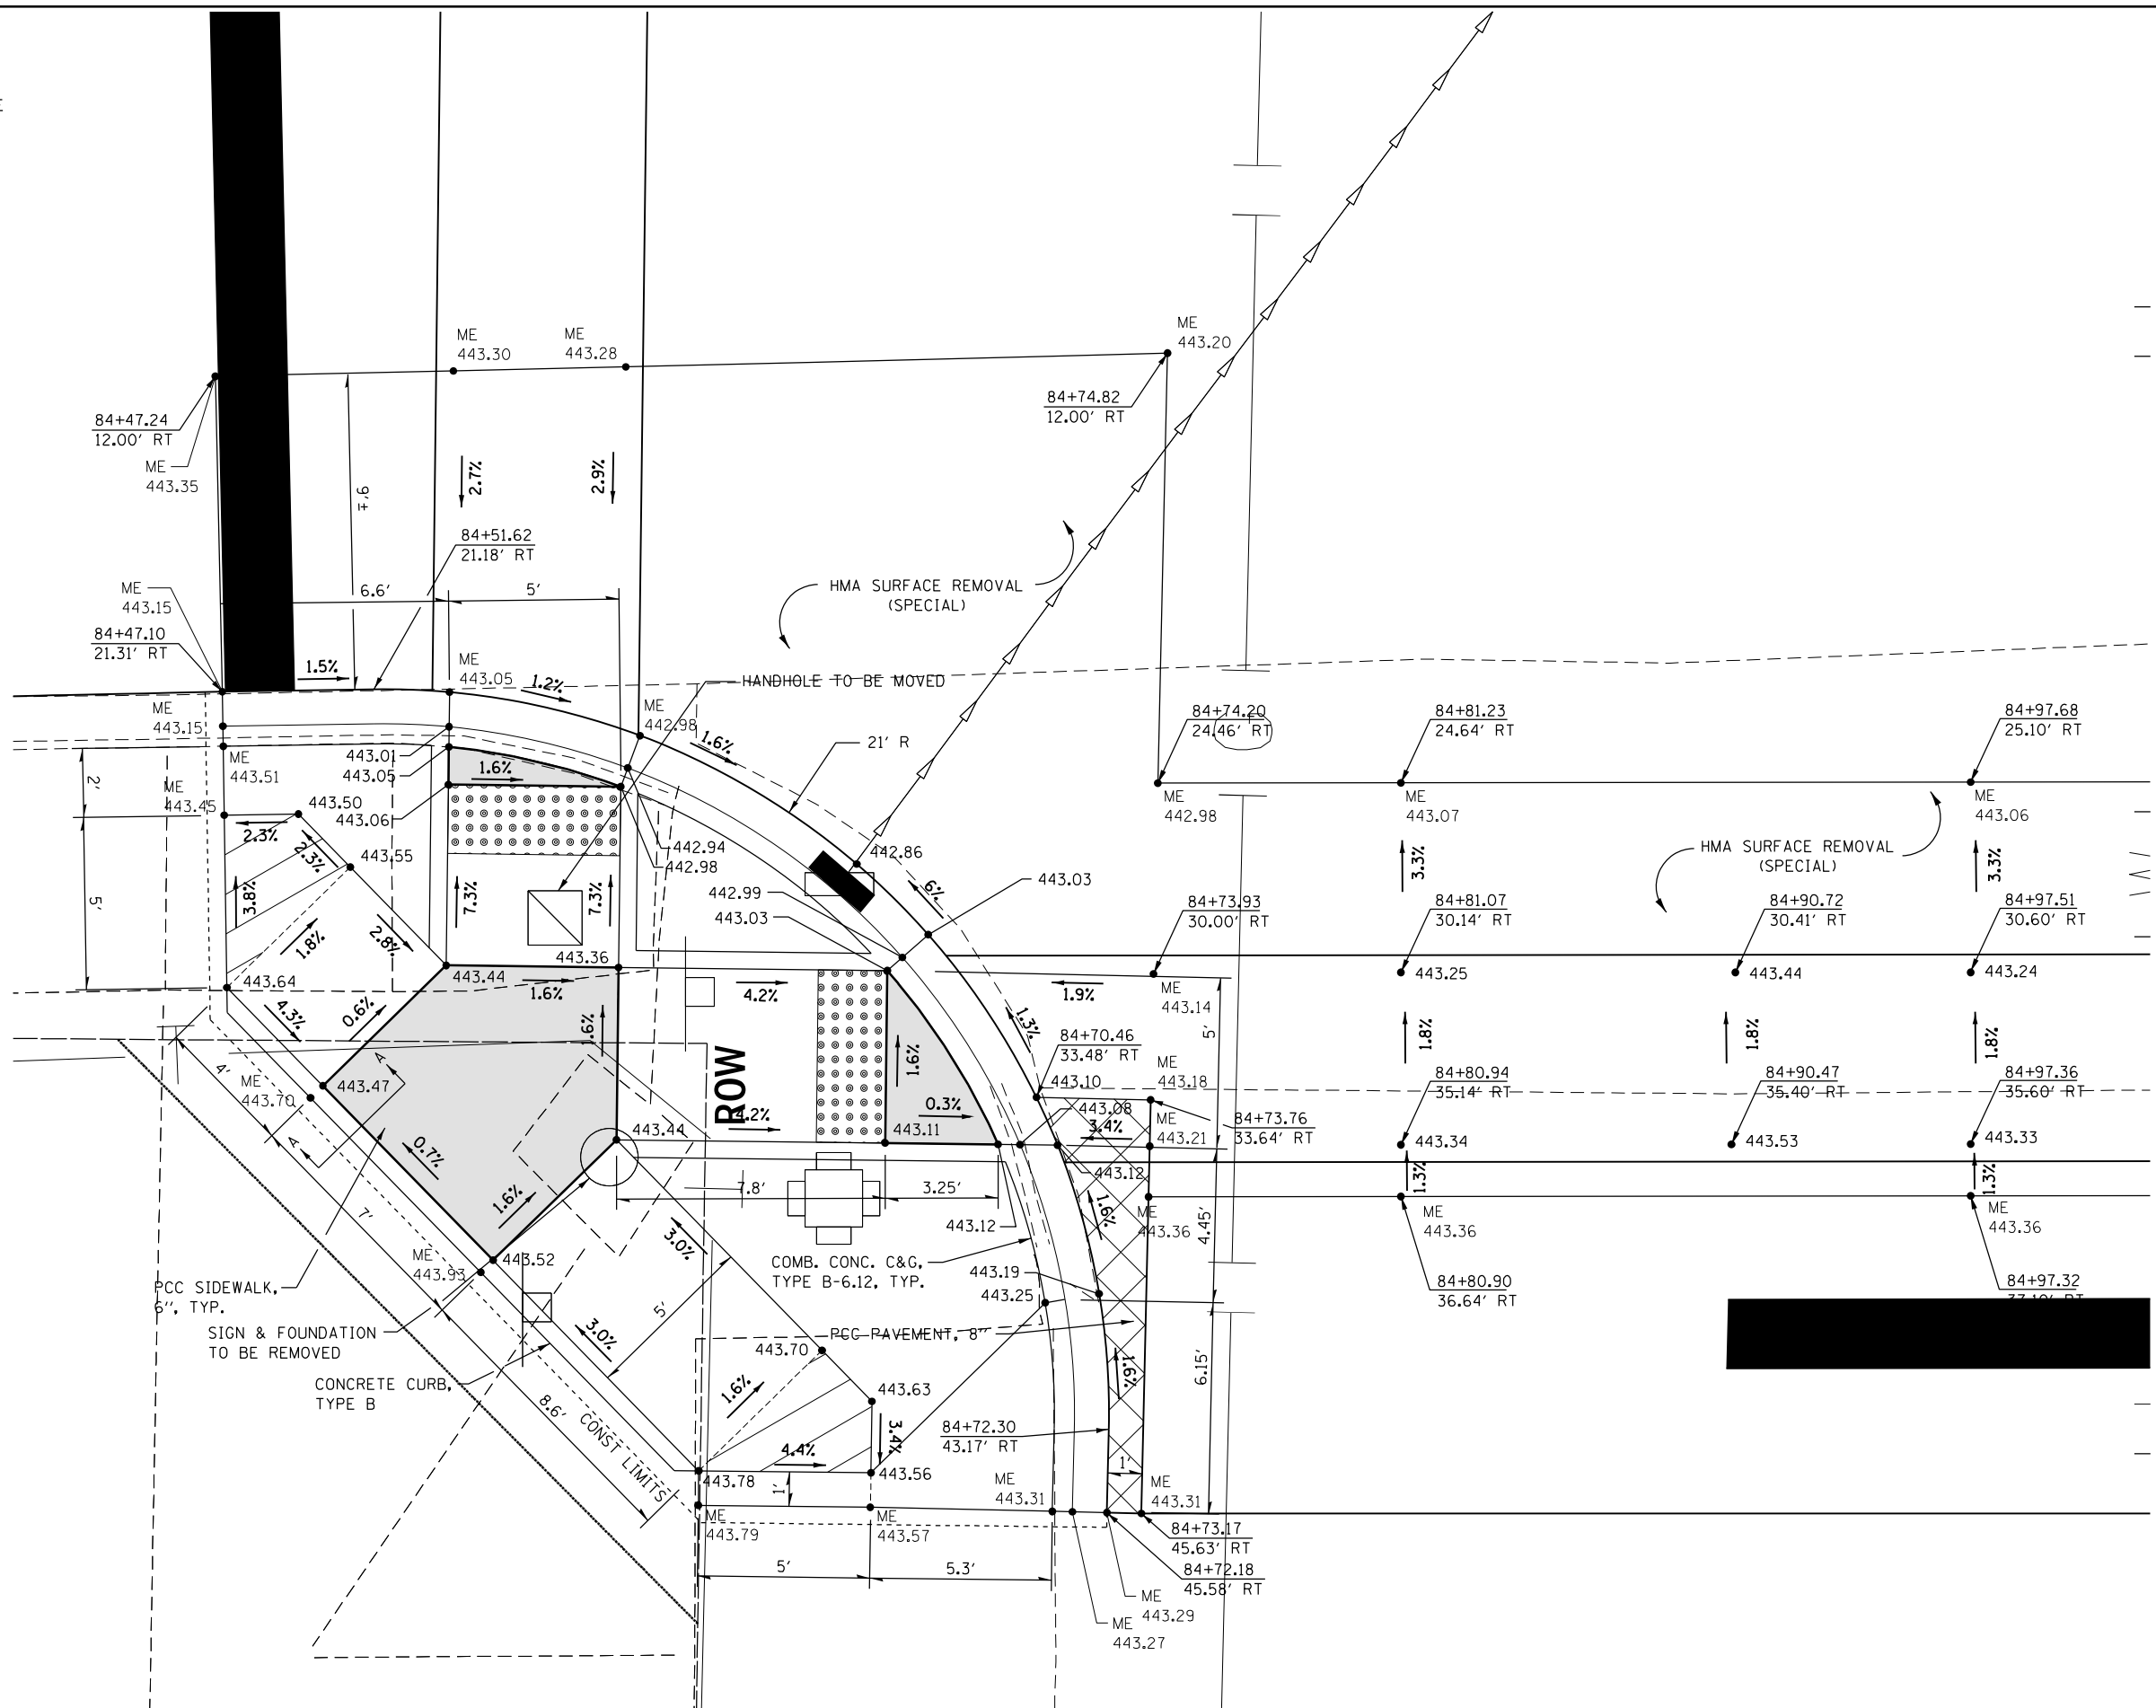 ME
443.30
ME
443.28
ME
443.20
84+47.24
12.00' RT
ME
443.35
84+74.82
12.00' RT
9'±
2.7%
2.9%
84+51.62
21.18' RT
ME
443.15
84+47.10
21.31' RT
6.6'
5'
HMA SURFACE REMOVAL
(SPECIAL)
1.5%
ME
443.05
1.2%
HANDHOLE TO BE MOVED
ME
443.15
ME
442.98
1.6%
21' R
84+74.20
24.46' RT
84+81.23
24.64' RT
84+97.68
25.10' RT
2'
ME
443.51
443.01
443.05
1.6%
ME
443.45
443.50
443.06
ME
442.98
ME
443.07
ME
443.06
2.3%
2.3%
443.55
442.94
442.98
442.86
HMA SURFACE REMOVAL
(SPECIAL)
3.3%
3.3%
5'
3.8%
7.3%
7.3%
442.99
443.03
6%
443.03
84+73.93
30.00' RT
84+81.07
30.14' RT
84+90.72
30.41' RT
84+97.51
30.60' RT
1.8%
2.8%
443.64
443.44
443.36
1.6%
4.2%
1.9%
ME
443.14
443.25
443.44
443.24
4.3%
0.6%
1.6%
1.3%
5'
1.8%
1.8%
1.8%
84+70.46
33.48' RT
ROW
1.6%
4'
ME
443.70
443.47
A
A
443.10
ME
443.18
84+80.94
35.14' RT
84+90.47
35.40' RT
84+97.36
35.60' RT
443.44
4.2%
443.11
0.3%
443.08
3.4%
ME
443.21
84+73.76
33.64' RT
443.34
443.53
443.33
0.7%
1.6%
7'
7.8'
3.25'
443.12
443.12
1.6%
ME
443.36
4.45'
1.3%
1.3%
ME
443.36
ME
443.36
3.0%
ME
443.93
443.52
COMB. CONC. C&G,
TYPE B-6.12, TYP.
443.19
443.25
84+80.90
36.64' RT
84+97.32
PCC SIDEWALK,
6", TYP.
5'
SIGN & FOUNDATION
TO BE REMOVED
3.0%
PCC PAVEMENT, 8"
443.70
1.6%
6.15'
CONCRETE CURB,
TYPE B
1.6%
443.63
8.6'
CONST LIMITS
3.4%
84+72.30
43.17' RT
4.4%
443.78
1'
443.56
1'
ME
443.31
ME
443.31
ME
443.79
ME
443.57
84+73.17
45.63' RT
5'
5.3'
84+72.18
45.58' RT
ME
443.29
ME
443.27